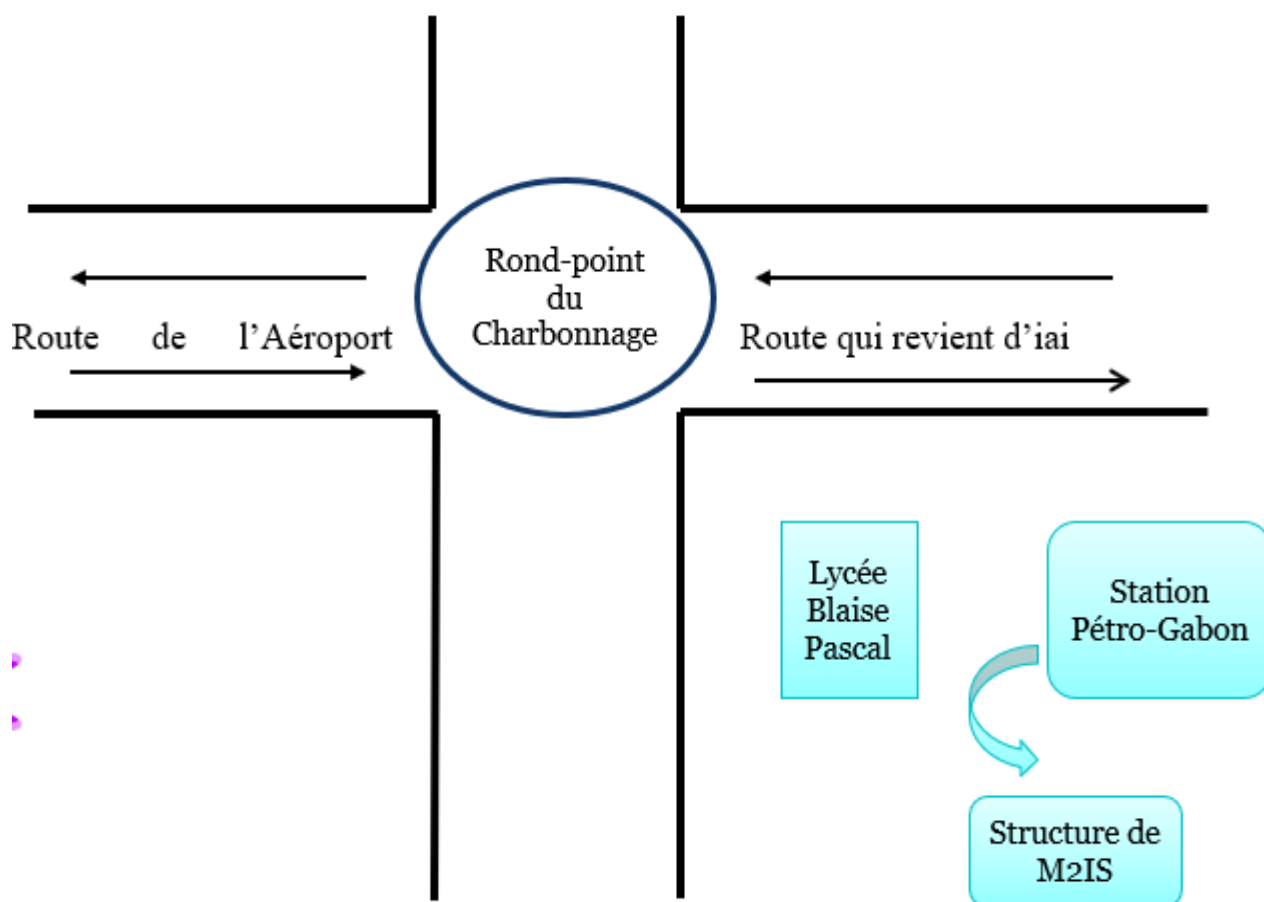 Rond-point
du
Charbonnage
Route de l’Aéroport
Route qui revient d’iai
Lycée
Blaise
Pascal
Station
Pétro-Gabon
Structure de
M2IS